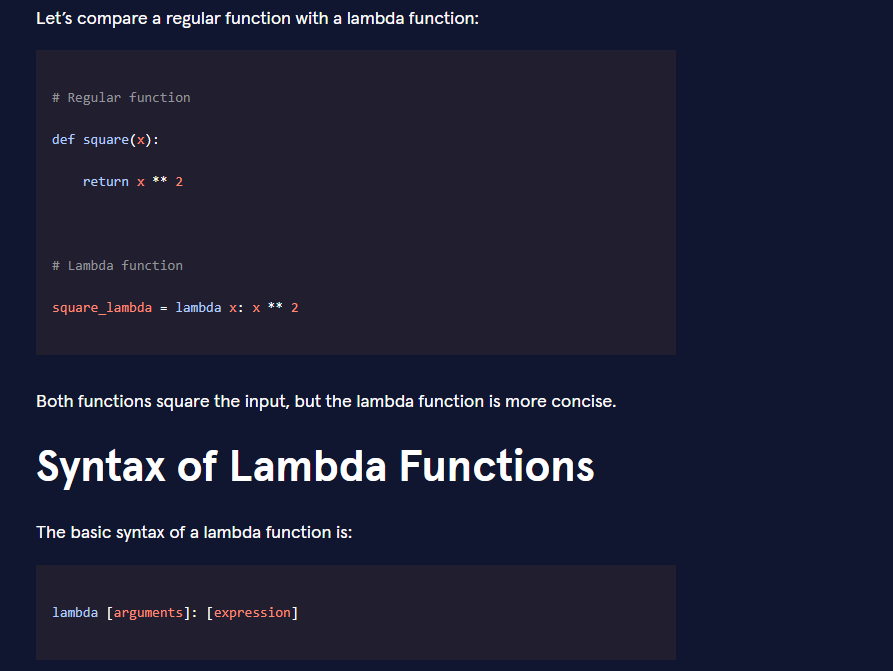 Let’s compare a regular function with a lambda function:
# Regular function
def square(x):
    return x ** 2
# Lambda function
square_lambda = lambda x: x ** 2
Both functions square the input, but the lambda function is more concise.
Syntax of Lambda Functions
The basic syntax of a lambda function is:
lambda [arguments]: [expression]